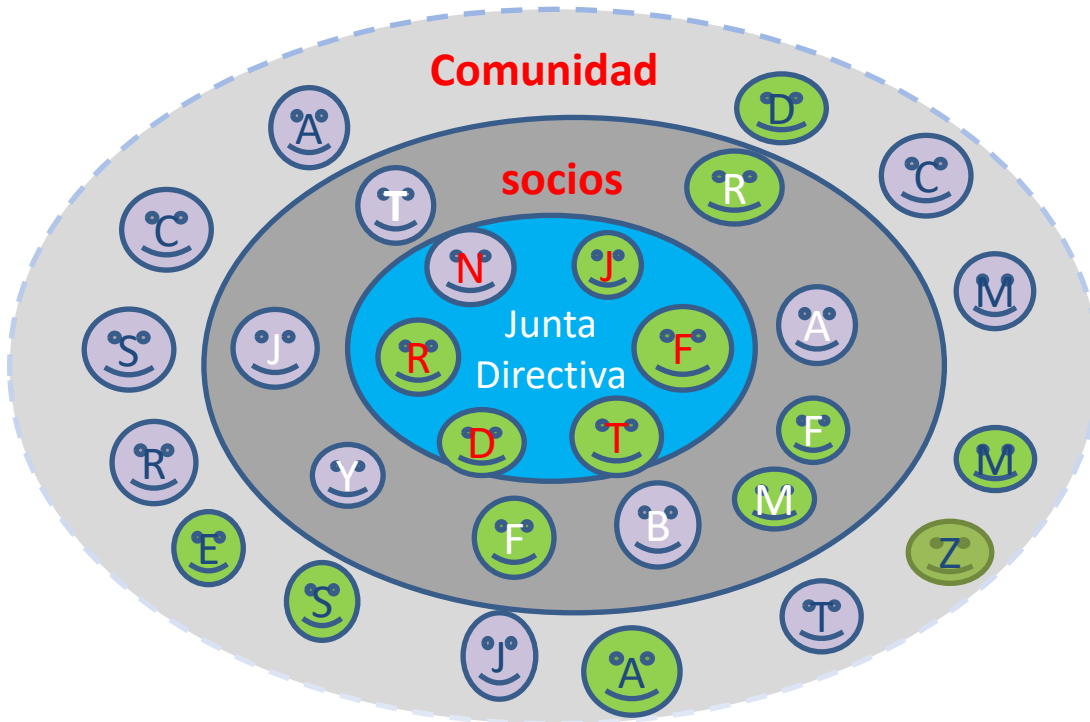 Comunidad
A
D
C
C
socios
T
R
M
N
J
A
S
J
Junta
R
F
Directiva
F
D
T
R
Y
M
M
F
B
E
Z
S
T
J
A